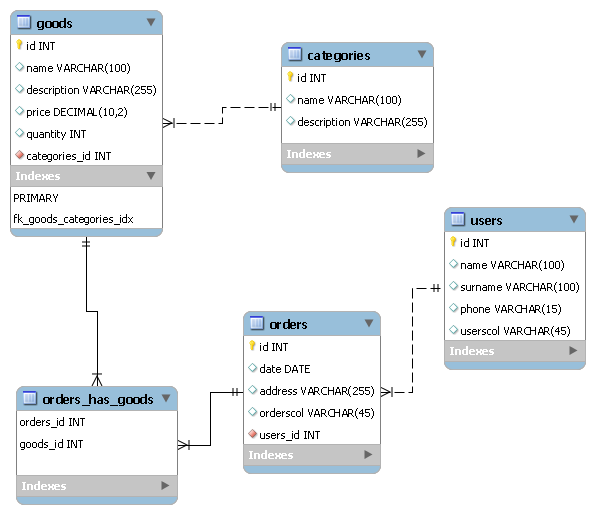 goods
id INT
name VARCHAR(100)
description VARCHAR(255)
price DECIMAL(10,2)
quantity INT
categories_id INT
Indexes
PRIMARY
fk_goods_categories_idx
categories
id INT
name VARCHAR(100)
description VARCHAR(255)
Indexes
users
id INT
name VARCHAR(100)
surname VARCHAR(100)
phone VARCHAR(15)
userscol VARCHAR(45)
Indexes
orders
id INT
date DATE
address VARCHAR(255)
orderscol VARCHAR(45)
users_id INT
Indexes
orders_has_goods
orders_id INT
goods_id INT
Indexes